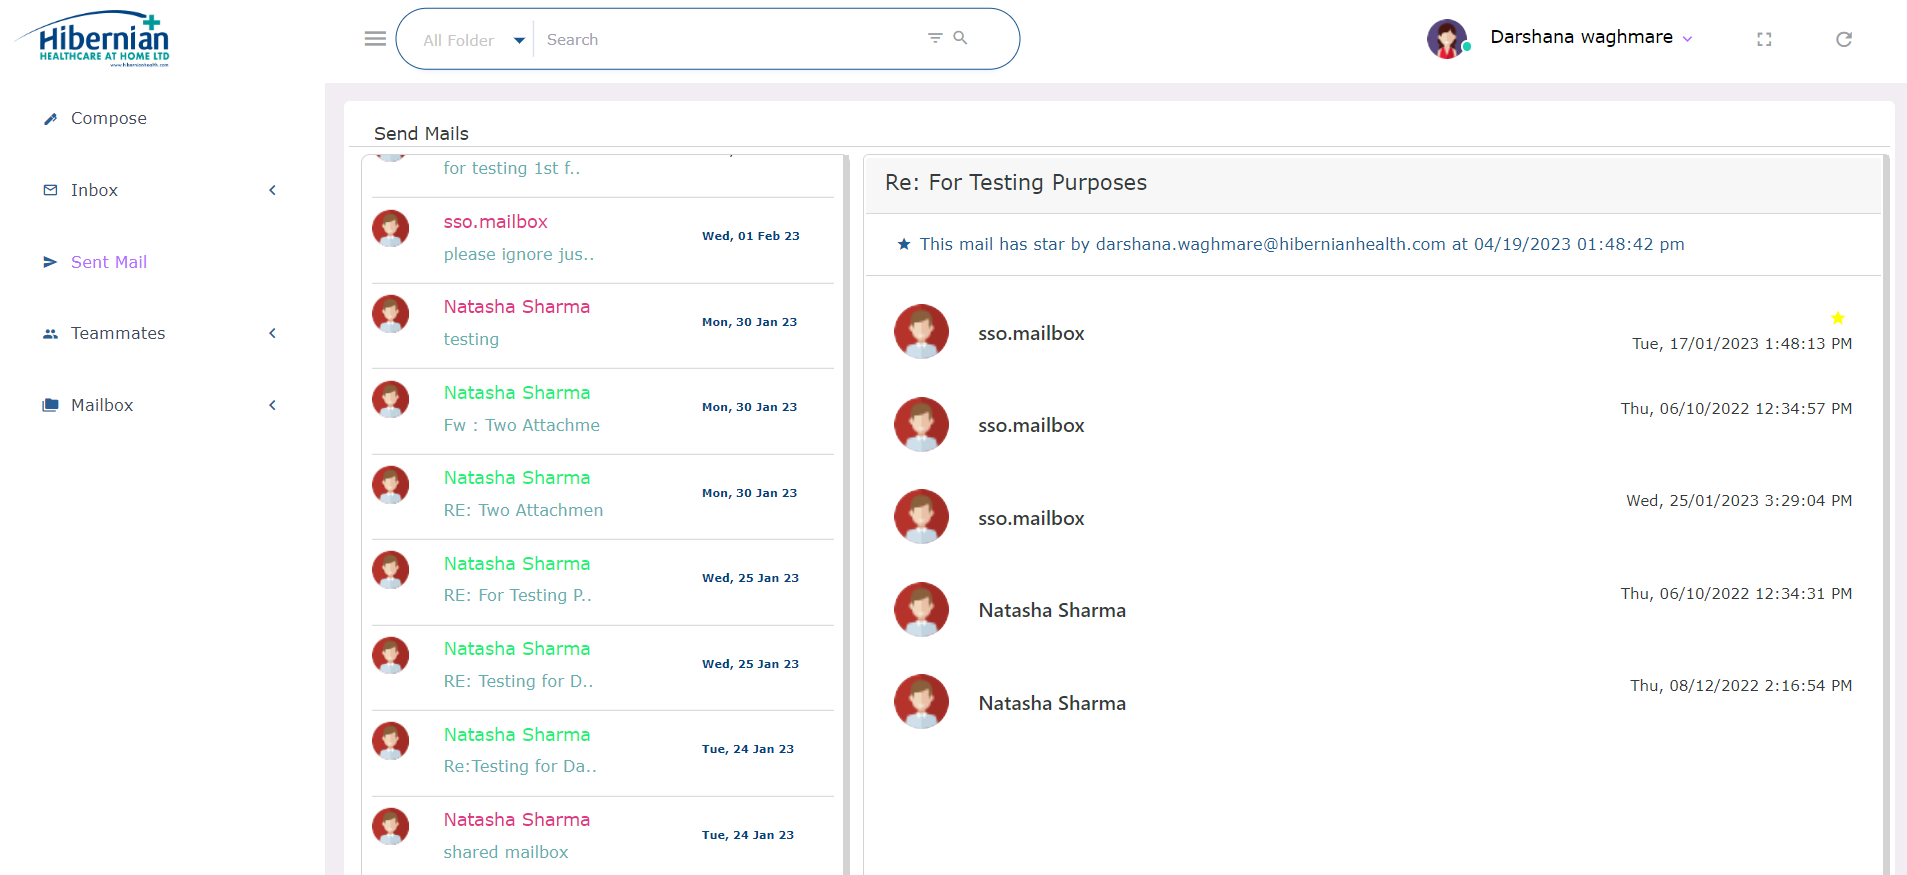 Hibernian
HEALTHCARE AT HOME LTD
www.hibernianhealth.com
All Folder
Search
Darshana waghmare
Compose
Inbox
Sent Mail
Teammates
Mailbox
Send Mails
for testing 1st f..
sso.mailbox
Wed, 01 Feb 23
please ignore jus..
Natasha Sharma
Mon, 30 Jan 23
testing
Natasha Sharma
Mon, 30 Jan 23
Fw : Two Attachme
Natasha Sharma
Mon, 30 Jan 23
RE: Two Attachmen
Natasha Sharma
Wed, 25 Jan 23
RE: For Testing P..
Natasha Sharma
Wed, 25 Jan 23
RE: Testing for D..
Natasha Sharma
Tue, 24 Jan 23
Re:Testing for Da..
Natasha Sharma
Tue, 24 Jan 23
shared mailbox
Re: For Testing Purposes
This mail has star by darshana.waghmare@hibernianhealth.com at 04/19/2023 01:48:42 pm
sso.mailbox
Tue, 17/01/2023 1:48:13 PM
sso.mailbox
Thu, 06/10/2022 12:34:57 PM
sso.mailbox
Wed, 25/01/2023 3:29:04 PM
Natasha Sharma
Thu, 06/10/2022 12:34:31 PM
Natasha Sharma
Thu, 08/12/2022 2:16:54 PM